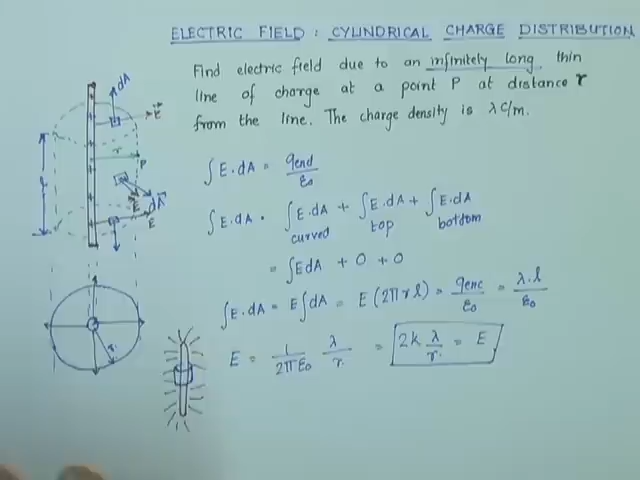 ELECTRIC FIELD : CYLINDRICAL CHARGE DISTRIBUTION
Find electric field due to an infinitely long thin
line of charge at a point P at distance r
from the line. The charge density is λ C/m.
∫E.dA = qencl/ε0
∫E.dA = ∫E.dA curved + ∫E.dA top + ∫E.dA bottom
= ∫EdA + 0 + 0
∫E.dA = E∫dA = E(2πrl) = qenc/ε0 = λ.l/ε0
E = 1/2πε0 λ/r = 2k λ/r = E
dA
E
r
P
l
E
dA
E
r